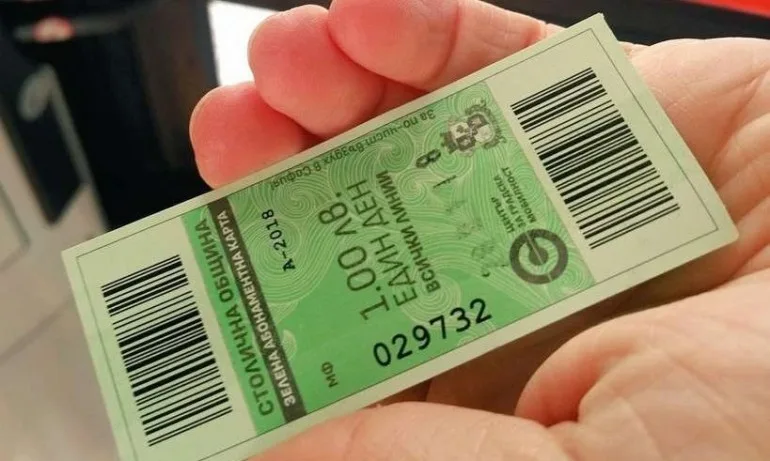 СТОЛИЧНА ОБЩИНА
ЗЕЛЕНА АБОНАМЕНТНА КАРТА
А-2018
МФ
1.00 лв.
ЕДИН ДЕН.
ВСИЧКИ ЛИНИИ
029732
За по-чист въздух в София!
ЦЕНТЪР
ЗА ГРАДСКА
МОБИЛНОСТ